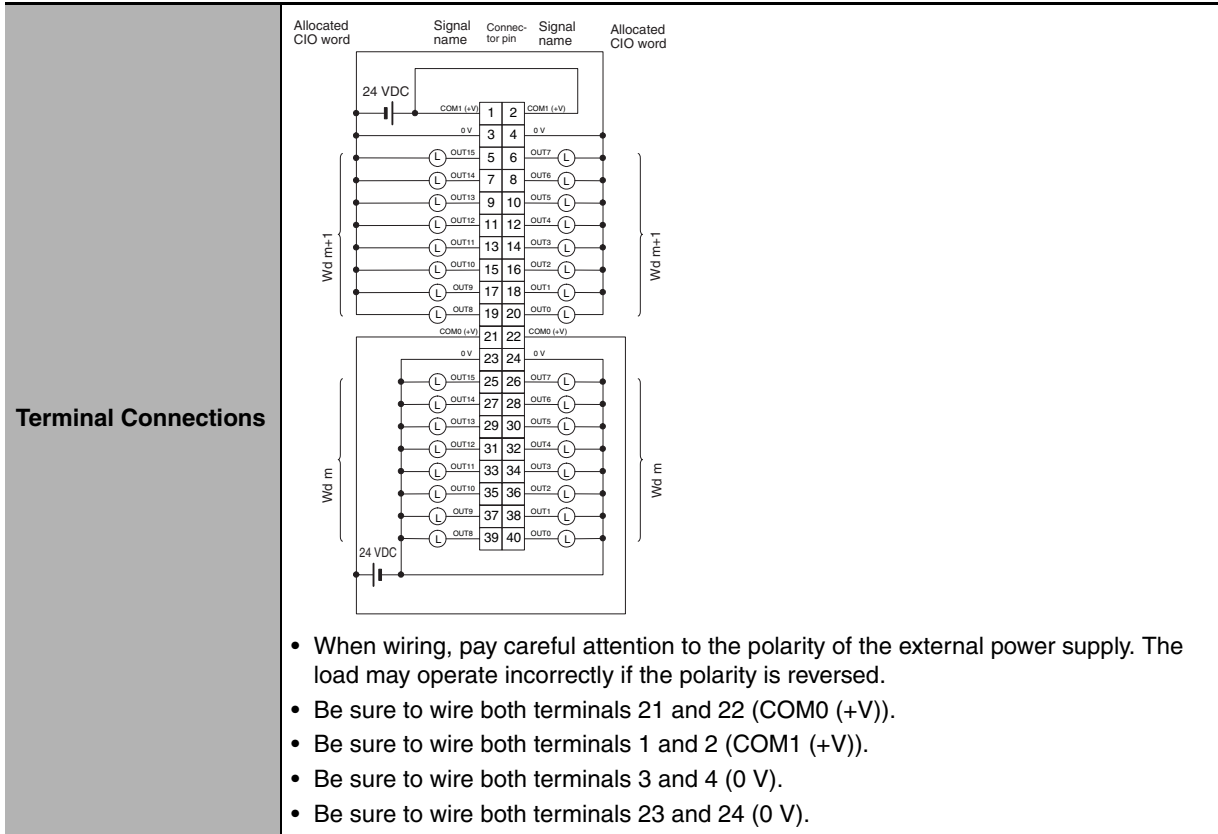 Terminal Connections
Allocated CIO word Signal name Connec- tor pin Signal name Allocated CIO word
24 VDC
COM1 (+V) 1 2 COM1 (+V)
0 V 3 4 0 V
L OUT15 5 6 OUT7 L
L OUT14 7 8 OUT6 L
L OUT13 9 10 OUT5 L
L OUT12 11 12 OUT4 L
L OUT11 13 14 OUT3 L
L OUT10 15 16 OUT2 L
L OUT9 17 18 OUT1 L
L OUT8 19 20 OUT0 L
Wd m+1
Wd m+1
COM0 (+V) 21 22 COM0 (+V)
0 V 23 24 0 V
L OUT15 25 26 OUT7 L
L OUT14 27 28 OUT6 L
L OUT13 29 30 OUT5 L
L OUT12 31 32 OUT4 L
L OUT11 33 34 OUT3 L
L OUT10 35 36 OUT2 L
L OUT9 37 38 OUT1 L
L OUT8 39 40 OUT0 L
Wd m
Wd m
24 VDC
• When wiring, pay careful attention to the polarity of the external power supply. The
load may operate incorrectly if the polarity is reversed.
• Be sure to wire both terminals 21 and 22 (COM0 (+V)).
• Be sure to wire both terminals 1 and 2 (COM1 (+V)).
• Be sure to wire both terminals 3 and 4 (0 V).
• Be sure to wire both terminals 23 and 24 (0 V).